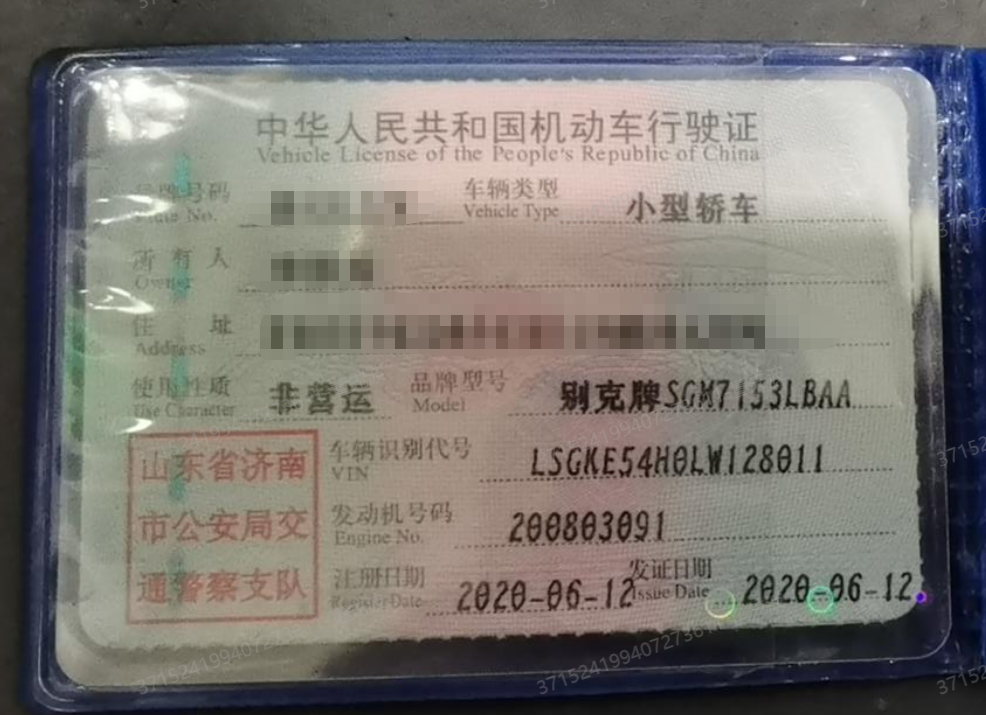 中华人民共和国机动车行驶证
Vehicle License of the People's Republic of China
号牌号码 车辆类型 小型轿车
Plate No. Vehicle Type
所有人
Owner
住址
Address
使用性质 非营运 品牌型号 别克牌SGM7153LBAA
Use Character Model
山东省济南 车辆识别代号 LSGKE54H0LW128011
VIN
市公安局交 发动机号码 200803091
Engine No.
通警察支队 注册日期 2020-06-12 发证日期 2020-06-12
Register Date Issue Date